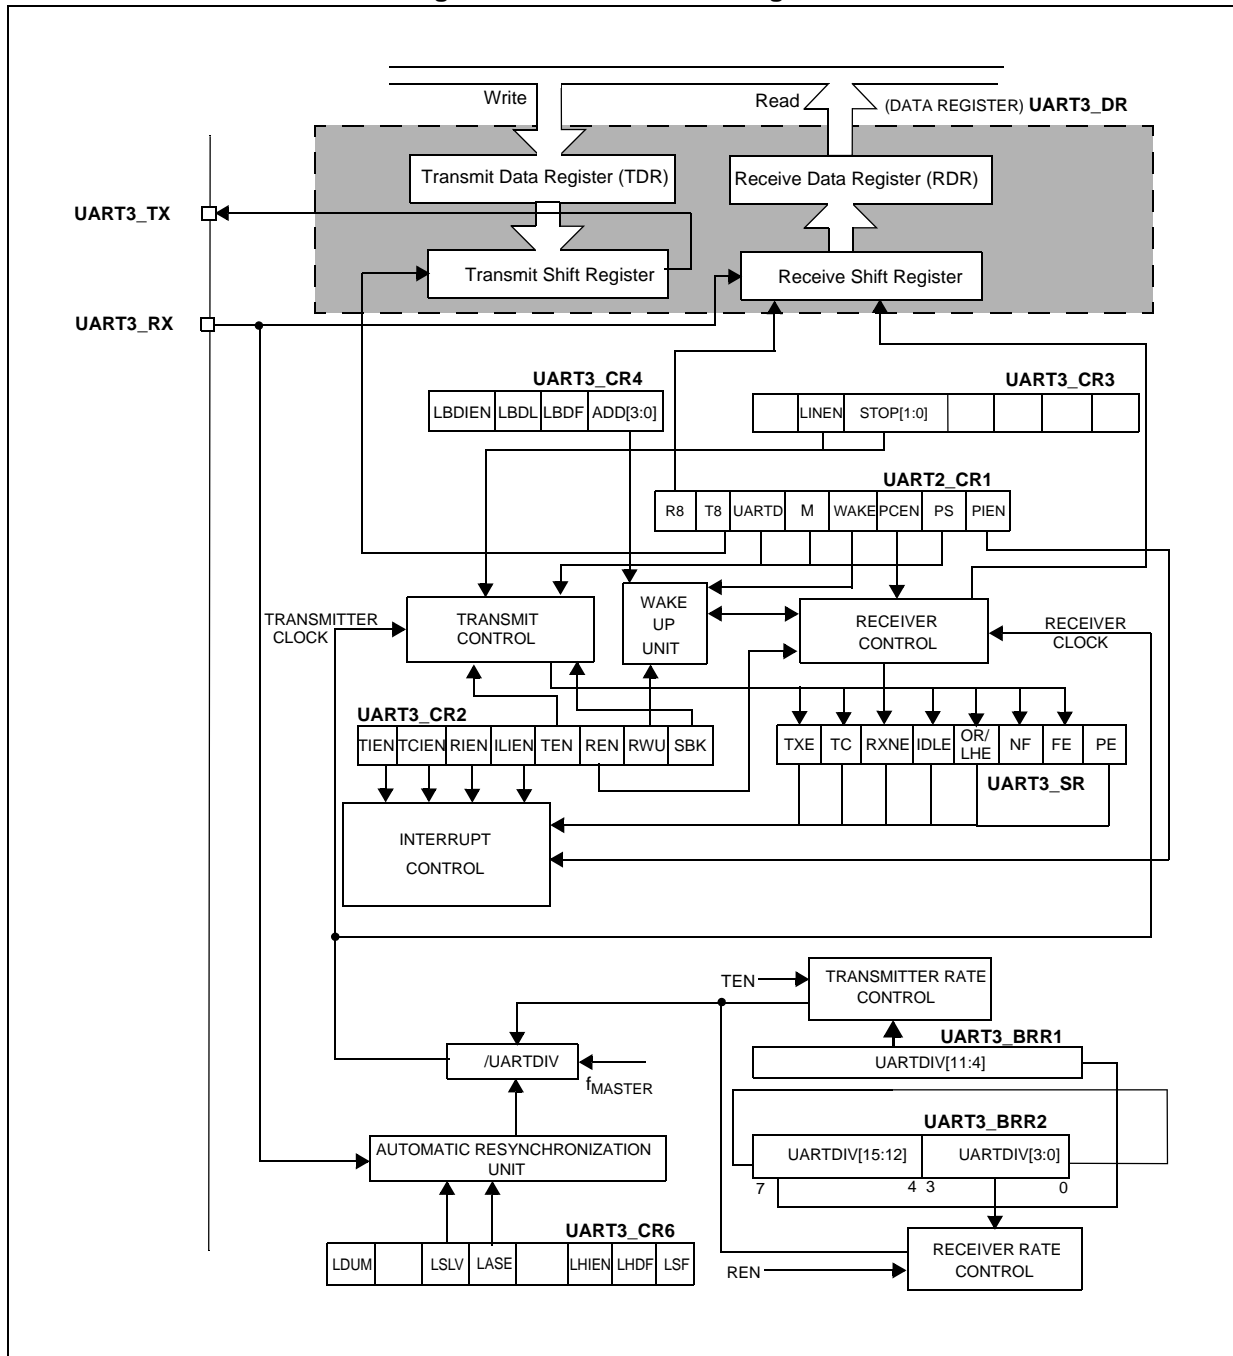 Write
Read
(DATA REGISTER) UART3_DR
Transmit Data Register (TDR)
Receive Data Register (RDR)
UART3_TX
Transmit Shift Register
Receive Shift Register
UART3_RX
UART3_CR4
LBDIEN LBDL LBDF ADD[3:0]
UART3_CR3
LINEN STOP[1:0]
UART2_CR1
R8 T8 UARTD M WAKE PCEN PS PIEN
TRANSMITTER
CLOCK
TRANSMIT
CONTROL
WAKE
UP
UNIT
RECEIVER
CONTROL
RECEIVER
CLOCK
UART3_CR2
TIEN TCIEN RIEN ILIEN TEN REN RWU SBK
TXE TC RXNE IDLE OR/
LHE NF FE PE
UART3_SR
INTERRUPT
CONTROL
TEN
TRANSMITTER RATE
CONTROL
UART3_BRR1
UARTDIV[11:4]
/UARTDIV
fMASTER
UART3_BRR2
UARTDIV[15:12] UARTDIV[3:0]
7 4 3 0
AUTOMATIC RESYNCHRONIZATION
UNIT
UART3_CR6
LDUM LSLV LASE LHIEN LHDF LSF
REN
RECEIVER RATE
CONTROL